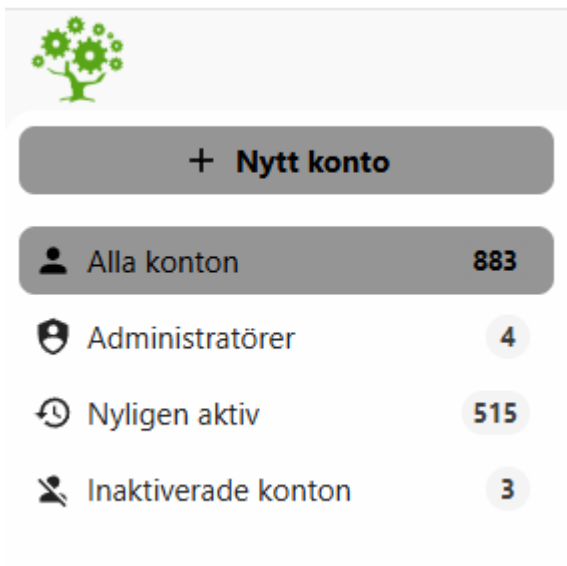 + Nytt konto
Alla konton 883
Administratörer 4
Nyligen aktiv 515
Inaktiverade konton 3